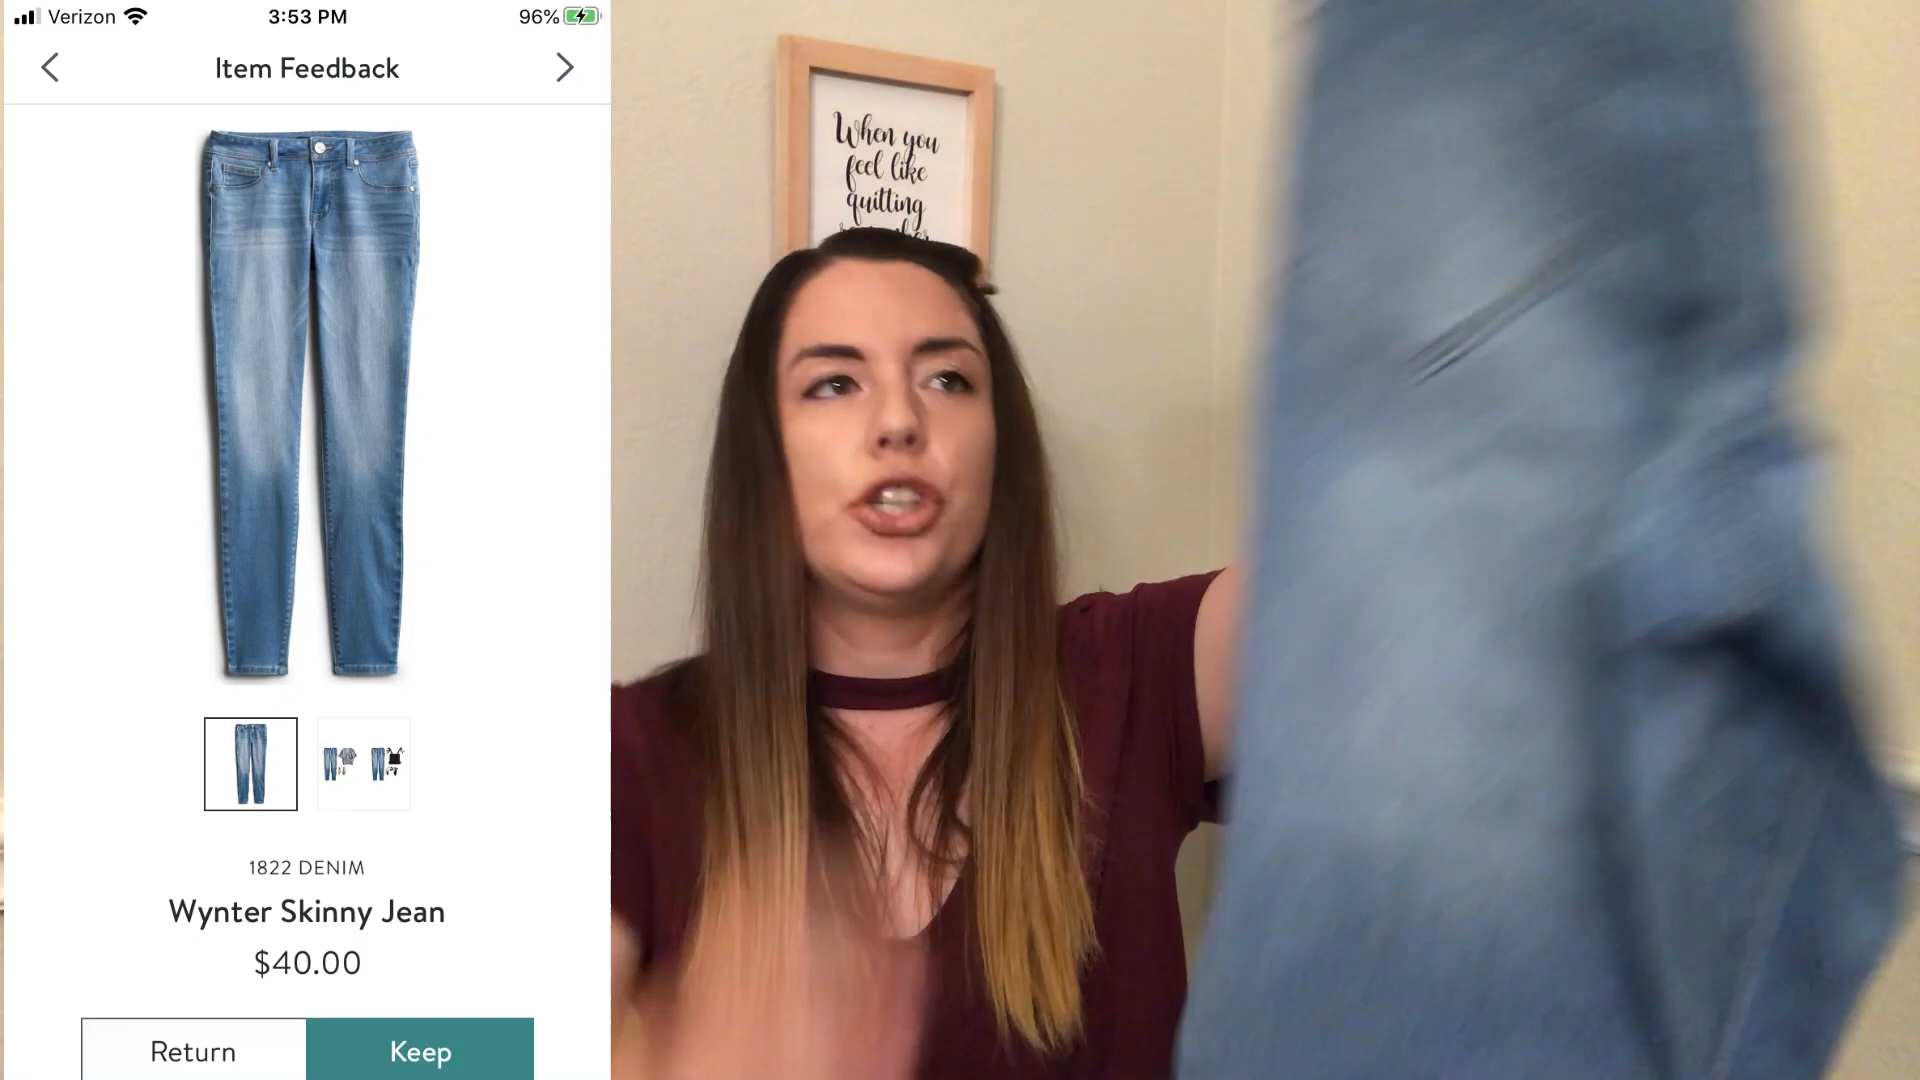 Verizon
3:53 PM
96%
Item Feedback
1822 DENIM
Wynter Skinny Jean
$40.00
Return
Keep
When you
feel like
quitting